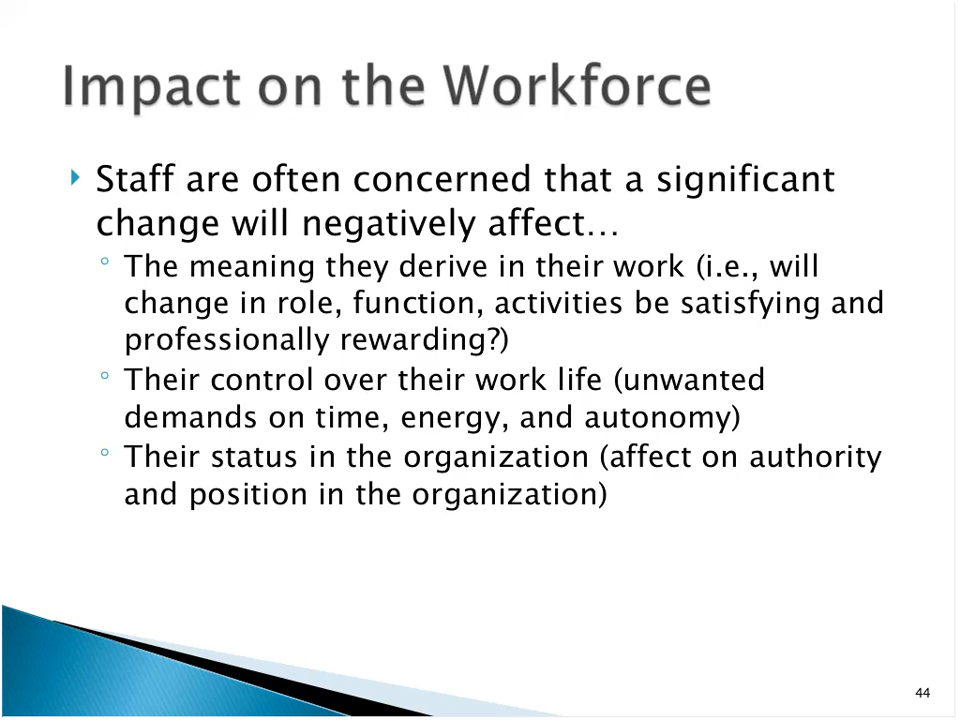 Impact on the Workforce
Staff are often concerned that a significant
change will negatively affect…
The meaning they derive in their work (i.e., will
change in role, function, activities be satisfying and
professionally rewarding?)
Their control over their work life (unwanted
demands on time, energy, and autonomy)
Their status in the organization (affect on authority
and position in the organization)
44